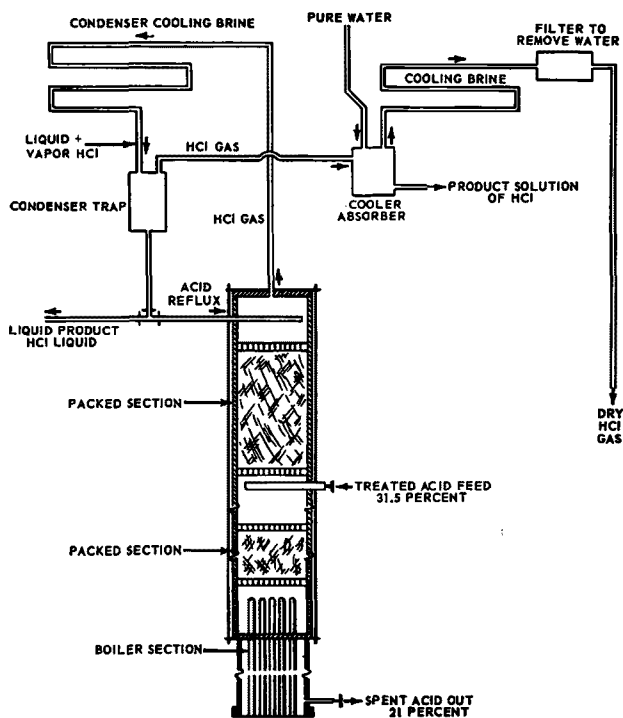 CONDENSER COOLING BRINE
PURE WATER
FILTER TO
REMOVE WATER
COOLING BRINE
LIQUID +
VAPOR HCl
HCl GAS
CONDENSER TRAP
PRODUCT SOLUTION
OF HCl
COOLER
ABSORBER
HCl GAS
ACID
REFLUX
LIQUID PRODUCT
HCl LIQUID
PACKED SECTION
DRY
HCl
GAS
TREATED ACID FEED
31.5 PERCENT
PACKED SECTION
BOILER SECTION
SPENT ACID OUT
21 PERCENT